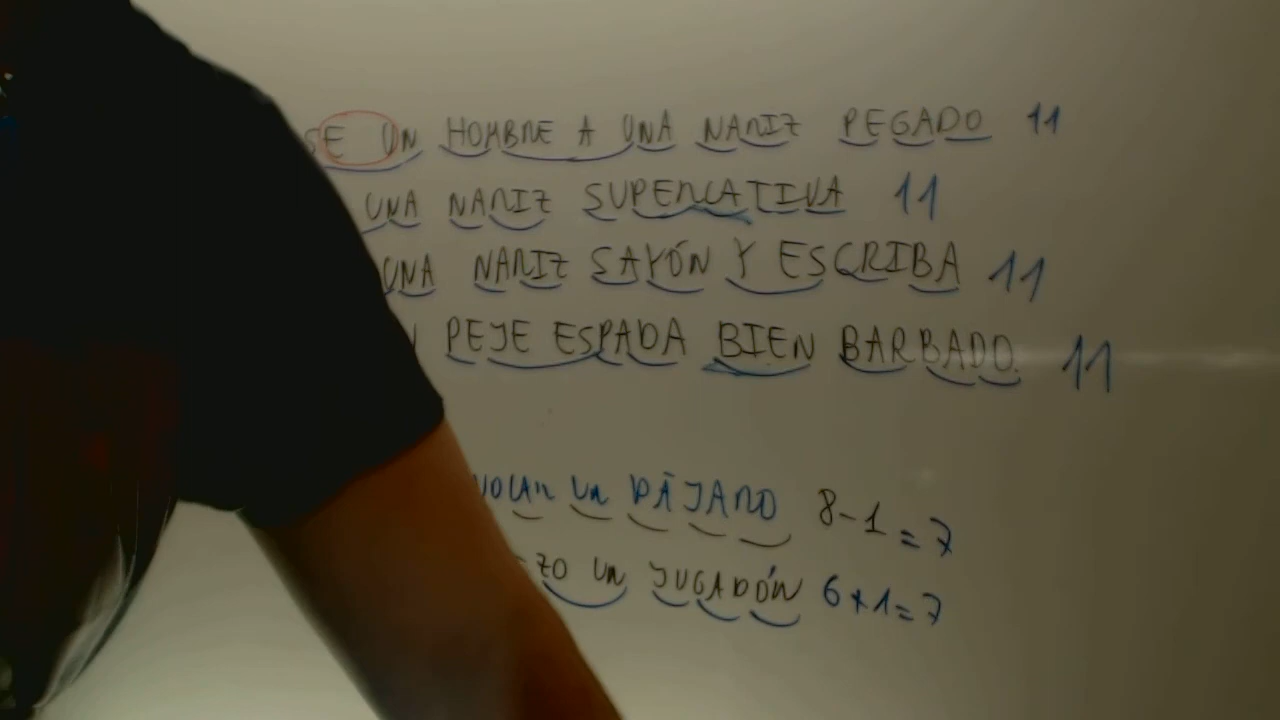 SE UN HOMBRE A UNA NARIZ PEGADO 11
UNA NARIZ SUPERLATIVA 11
UNA NARIZ SAYÓN Y ESCRIBA 11
PEJE ESPADA BIEN BARBADO. 11
VOLAR UN PÁJARO 8-1=7
ZO UN JUGADÓR 6+1=7